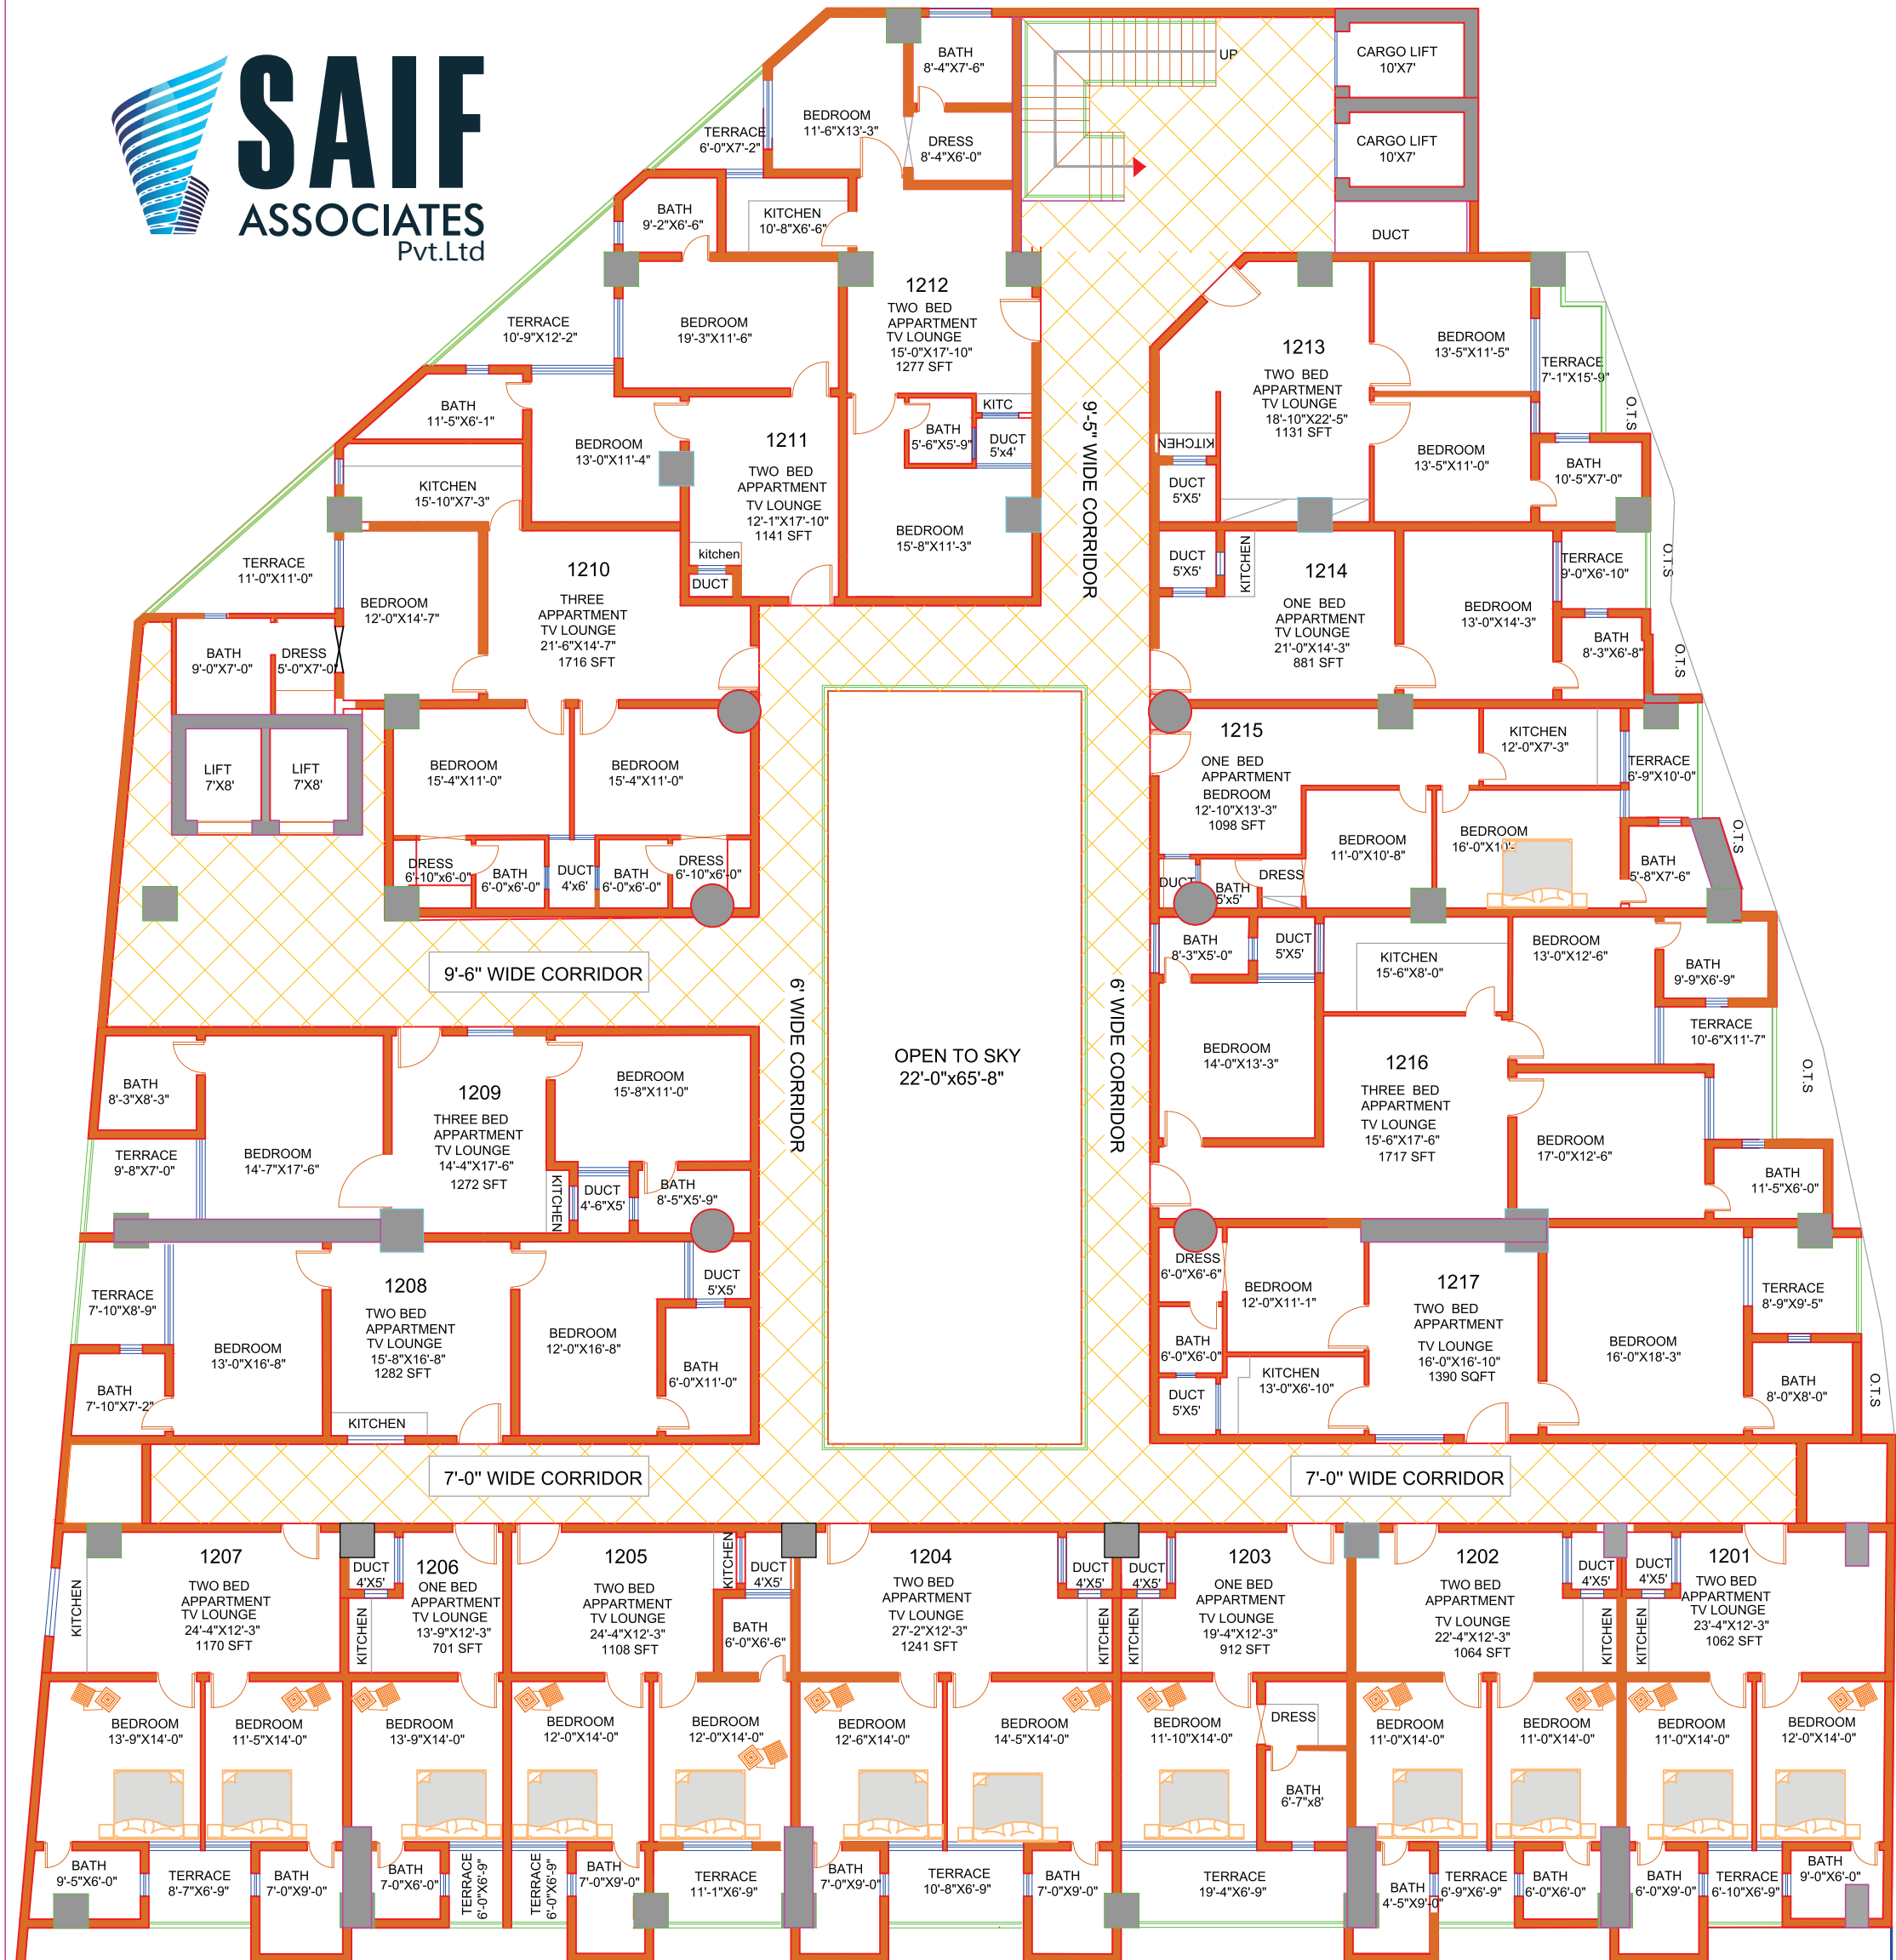 SAIF
ASSOCIATES
Pvt.Ltd
BATH
8'-4"X7'-6"
UP
CARGO LIFT
10'X7'
BEDROOM
11'-6"X13'-3"
TERRACE
6'-0"X7'-2"
DRESS
8'-4"X6'-0"
CARGO LIFT
10'X7'
DUCT
BATH
9'-2"X6'-6"
KITCHEN
10'-8"X6'-6"
1212
TWO BED
APPARTMENT
TV LOUNGE
15'-0"X17'-10"
1277 SFT
TERRACE
10'-9"X12'-2"
BEDROOM
19'-3"X11'-6"
KITC
BATH
5'-6"X5'-9"
DUCT
5'x4'
BEDROOM
15'-8"X11'-3"
BATH
11'-5"X6'-1"
BEDROOM
13'-0"X11'-4"
1211
TWO BED
APPARTMENT
TV LOUNGE
12'-1"X17'-10"
1141 SFT
kitchen
DUCT
KITCHEN
15'-10"X7'-3"
TERRACE
11'-0"X11'-0"
BEDROOM
12'-0"X14'-7"
1210
THREE
APPARTMENT
TV LOUNGE
21'-6"X14'-7"
1716 SFT
BATH
9'-0"X7'-0"
DRESS
5'-0"X7'-0"
LIFT
7'X8'
LIFT
7'X8'
BEDROOM
15'-4"X11'-0"
BEDROOM
15'-4"X11'-0"
DRESS
6'-10"x6'-0"
BATH
6'-0"x6'-0"
DUCT
4'x6'
BATH
6'-0"x6'-0"
DRESS
6'-10"x6'-0"
9'-5" WIDE CORRIDOR
1213
TWO BED
APPARTMENT
TV LOUNGE
18'-10"X22'-5"
1131 SFT
BEDROOM
13'-5"X11'-5"
TERRACE
7'-1"X15'-9"
O.T.S
KITCHEN
DUCT
5'X5'
BEDROOM
13'-5"X11'-0"
BATH
10'-5"X7'-0"
DUCT
5'X5'
KITCHEN
1214
ONE BED
APPARTMENT
TV LOUNGE
21'-0"X14'-3"
881 SFT
BEDROOM
13'-0"X14'-3"
TERRACE
9'-0"X6'-10"
O.T.S
BATH
8'-3"X6'-8"
O.T.S
1215
ONE BED
APPARTMENT
BEDROOM
12'-10"X13'-3"
1098 SFT
KITCHEN
12'-0"X7'-3"
TERRACE
6'-9"X10'-0"
BEDROOM
11'-0"X10'-8"
BEDROOM
BATH
5'-8"X7'-6"
O.T.S
DUCT
BATH
5'x5'
DRESS
9'-6" WIDE CORRIDOR
6' WIDE CORRIDOR
OPEN TO SKY
22'-0"x65'-8"
6' WIDE CORRIDOR
BATH
8'-3"X5'-0"
DUCT
5'X5'
KITCHEN
15'-6"X8'-0"
BEDROOM
13'-0"X12'-6"
BATH
9'-9"X6'-9"
TERRACE
10'-6"X11'-7"
O.T.S
BEDROOM
14'-0"X13'-3"
1216
THREE BED
APPARTMENT
TV LOUNGE
15'-6"X17'-6"
1717 SFT
BEDROOM
17'-0"X12'-6"
BATH
11'-5"X6'-0"
BATH
8'-3"X8'-3"
TERRACE
9'-8"X7'-0"
BEDROOM
14'-7"X17'-6"
1209
THREE BED
APPARTMENT
TV LOUNGE
14'-4"X17'-6"
1272 SFT
BEDROOM
15'-8"X11'-0"
KITCHEN
DUCT
4'-6"X5'
BATH
8'-5"X5'-9"
TERRACE
7'-10"X8'-9"
BEDROOM
13'-0"X16'-8"
BATH
7'-10"X7'-2"
1208
TWO BED
APPARTMENT
TV LOUNGE
15'-8"X16'-8"
1282 SFT
KITCHEN
BEDROOM
12'-0"X16'-8"
DUCT
5'X5'
BATH
6'-0"X11'-0"
DRESS
6'-0"X6'-6"
BEDROOM
12'-0"X11'-1"
BATH
6'-0"X6'-0"
DUCT
5'X5'
KITCHEN
13'-0"X6'-10"
1217
TWO BED
APPARTMENT
TV LOUNGE
16'-0"X16'-10"
1390 SQFT
BEDROOM
16'-0"X18'-3"
TERRACE
8'-9"X9'-5"
BATH
8'-0"X8'-0"
O.T.S
7'-0" WIDE CORRIDOR
7'-0" WIDE CORRIDOR
KITCHEN
1207
TWO BED
APPARTMENT
TV LOUNGE
24'-4"X12'-3"
1170 SFT
DUCT
4'X5'
KITCHEN
1206
ONE BED
APPARTMENT
TV LOUNGE
13'-9"X12'-3"
701 SFT
1205
TWO BED
APPARTMENT
TV LOUNGE
24'-4"X12'-3"
1108 SFT
KITCHEN
DUCT
4'X5'
BATH
6'-0"X6'-6"
1204
TWO BED
APPARTMENT
TV LOUNGE
27'-2"X12'-3"
1241 SFT
DUCT
4'X5'
KITCHEN
DUCT
4'X5'
KITCHEN
1203
ONE BED
APPARTMENT
TV LOUNGE
19'-4"X12'-3"
912 SFT
1202
TWO BED
APPARTMENT
TV LOUNGE
22'-4"X12'-3"
1064 SFT
DUCT
4'X5'
KITCHEN
DUCT
4'X5'
KITCHEN
1201
TWO BED
APPARTMENT
TV LOUNGE
23'-4"X12'-3"
1062 SFT
BEDROOM
13'-9"X14'-0"
BEDROOM
11'-5"X14'-0"
BEDROOM
13'-9"X14'-0"
BEDROOM
12'-0"X14'-0"
BEDROOM
12'-0"X14'-0"
BEDROOM
12'-6"X14'-0"
BEDROOM
14'-5"X14'-0"
BEDROOM
11'-10"X14'-0"
DRESS
BATH
6'-7"x8'
BEDROOM
11'-0"X14'-0"
BEDROOM
11'-0"X14'-0"
BEDROOM
11'-0"X14'-0"
BEDROOM
12'-0"X14'-0"
BATH
9'-5"X6'-0"
TERRACE
8'-7"X6'-9"
BATH
7'-0"X9'-0"
BATH
7'-0"X6'-0"
TERRACE
6'-0"X6'-9"
TERRACE
6'-0"X6'-9"
BATH
7'-0"X9'-0"
TERRACE
11'-1"X6'-9"
BATH
7'-0"X9'-0"
TERRACE
10'-8"X6'-9"
BATH
7'-0"X9'-0"
TERRACE
19'-4"X6'-9"
BATH
4'-5"X9'-0"
TERRACE
6'-9"X6'-9"
BATH
6'-0"X6'-0"
BATH
6'-0"X9'-0"
TERRACE
6'-10"X6'-9"
BATH
9'-0"X6'-0"